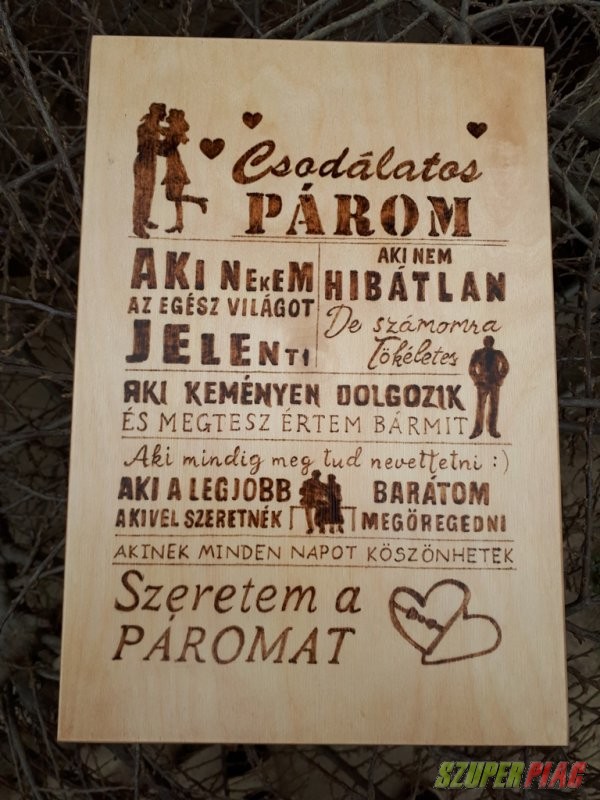 Csodálatos
PÁROM
AKI NEKEM
AZ EGÉSZ VILÁGOT
JELENTI
AKI NEM
HIBÁTLAN
De számomra
Tökéletes
AKI KEMÉNYEN DOLGOZIK
ÉS MEGTESZ ÉRTEM BÁRMIT
Aki mindig meg tud nevettetni :)
AKI A LEGJOBB BARÁTOM
AKIVEL SZERETNÉK MEGÖREGEDNI
AKINEK MINDEN NAPOT KÖSZÖNHETEK
Szeretem a
PÁROMAT
SZUPERPIAC